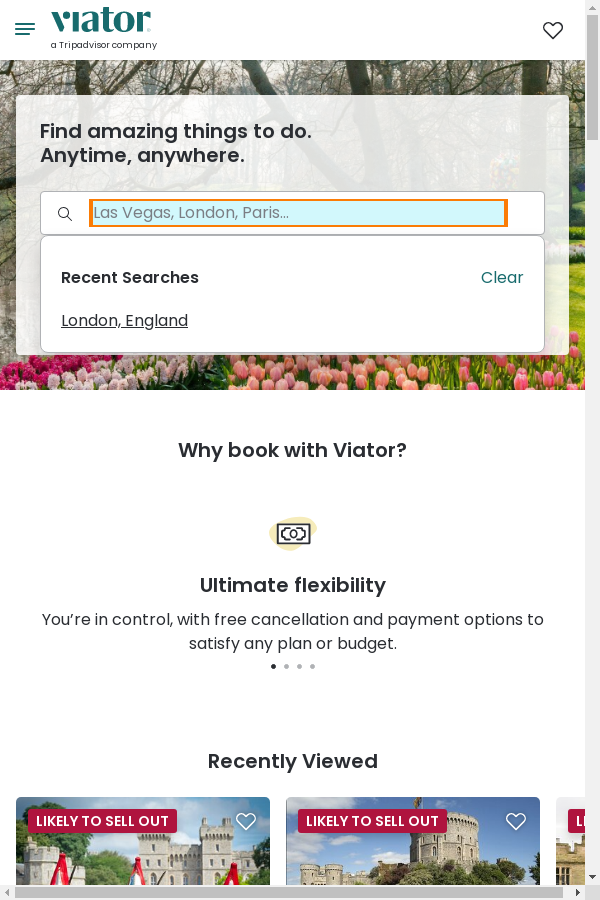 viator
a Tripadvisor company
Find amazing things to do.
Anytime, anywhere.
Las Vegas, London, Paris...
Recent Searches
Clear
London, England
Why book with Viator?
Ultimate flexibility
You’re in control, with free cancellation and payment options to
satisfy any plan or budget.
Recently Viewed
LIKELY TO SELL OUT
LIKELY TO SELL OUT